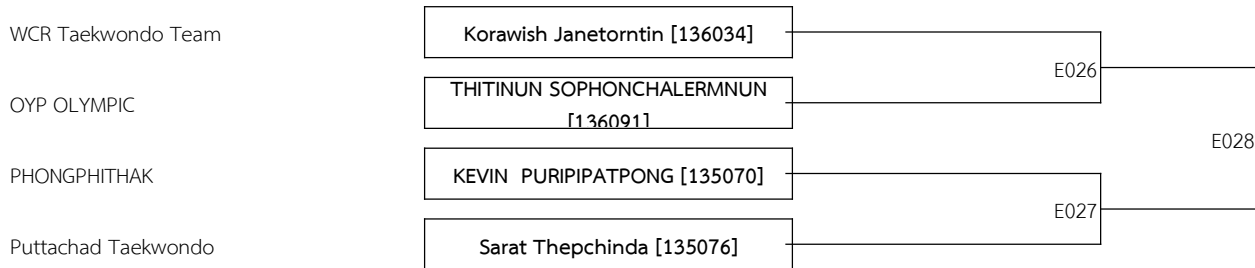 WCR Taekwondo Team
Korawish Janetorntin [136034]
E026
OYP OLYMPIC
THITINUN SOPHONCHALERMNUN
[136091]
E028
PHONGPHITHAK
KEVIN PURIPIPATPONG [135070]
E027
Puttachad Taekwondo
Sarat Thepchinda [135076]